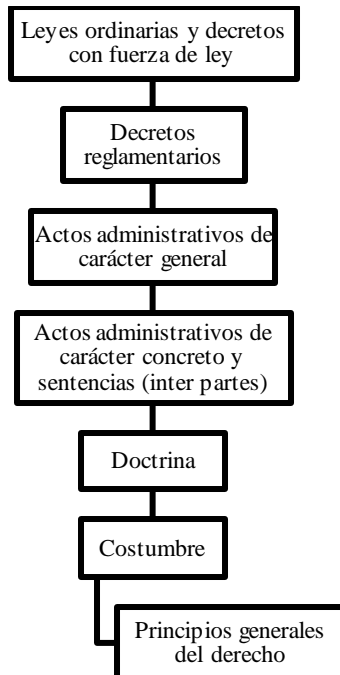 Leyes ordinarias y decretos
con fuerza de ley
Decretos
reglamentarios
Actos administrativos de
carácter general
Actos administrativos de
carácter concreto y
sentencias (inter partes)
Doctrina
Costumbre
Principios generales
del derecho